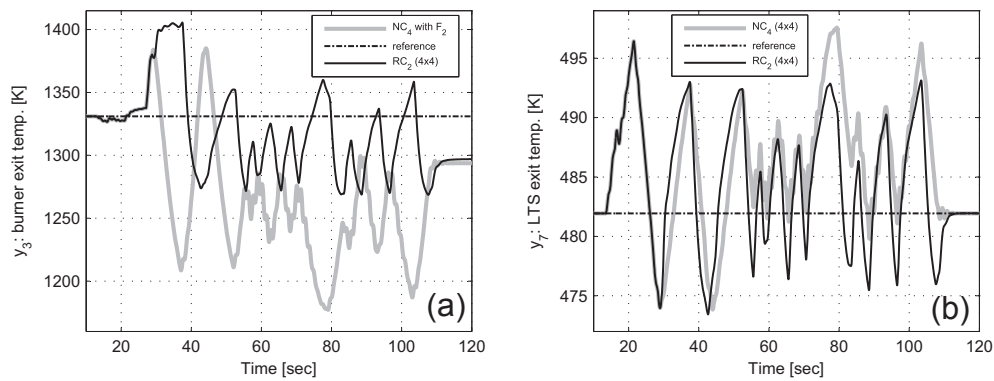 NC4 with F2
reference
RC2 (4x4)
1400
1350
1300
1250
1200
y3: burner exit temp. [K]
20
40
60
80
100
120
Time [sec]
(a)
NC4 (4x4)
reference
RC2 (4x4)
495
490
485
480
475
y7: LTS exit temp. [K]
20
40
60
80
100
120
Time [sec]
(b)